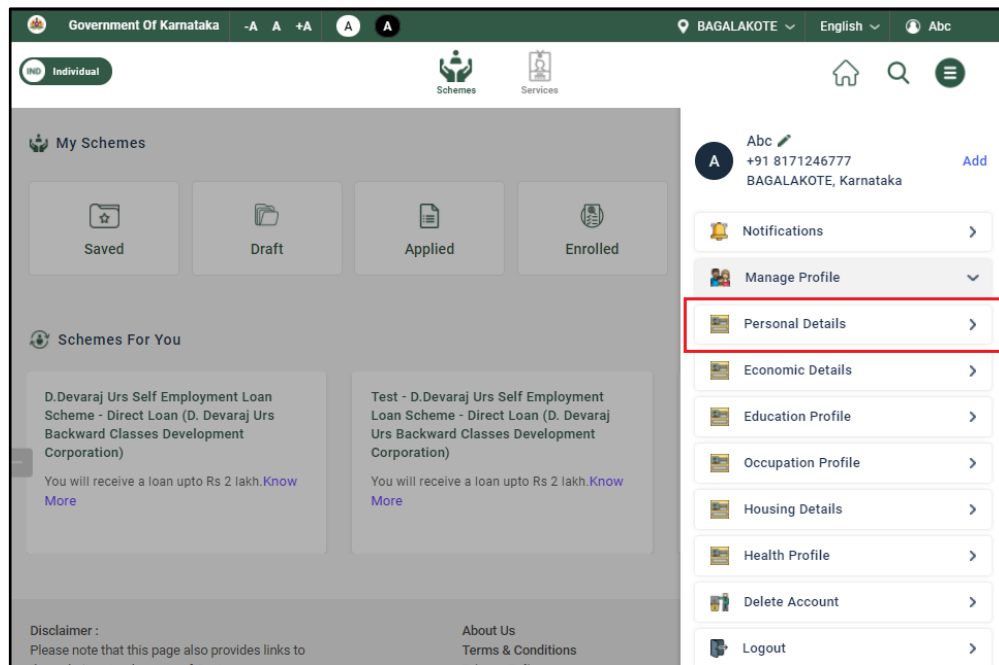 Government Of Karnataka
-A A +A
A
A
BAGALAKOTE
English
Abc
IND Individual
Schemes
Services
My Schemes
Saved
Draft
Applied
Enrolled
Schemes For You
D.Devaraj Urs Self Employment Loan
Scheme - Direct Loan (D. Devaraj Urs
Backward Classes Development
Corporation)
You will receive a loan upto Rs 2 lakh.Know
More
Test - D.Devaraj Urs Self Employment
Loan Scheme - Direct Loan (D. Devaraj
Urs Backward Classes Development
Corporation)
You will receive a loan upto Rs 2 lakh.Know
More
Disclaimer :
Please note that this page also provides links to
About Us
Terms & Conditions
A
Abc
+91 8171246777
Add
BAGALAKOTE, Karnataka
Notifications
Manage Profile
Personal Details
Economic Details
Education Profile
Occupation Profile
Housing Details
Health Profile
Delete Account
Logout